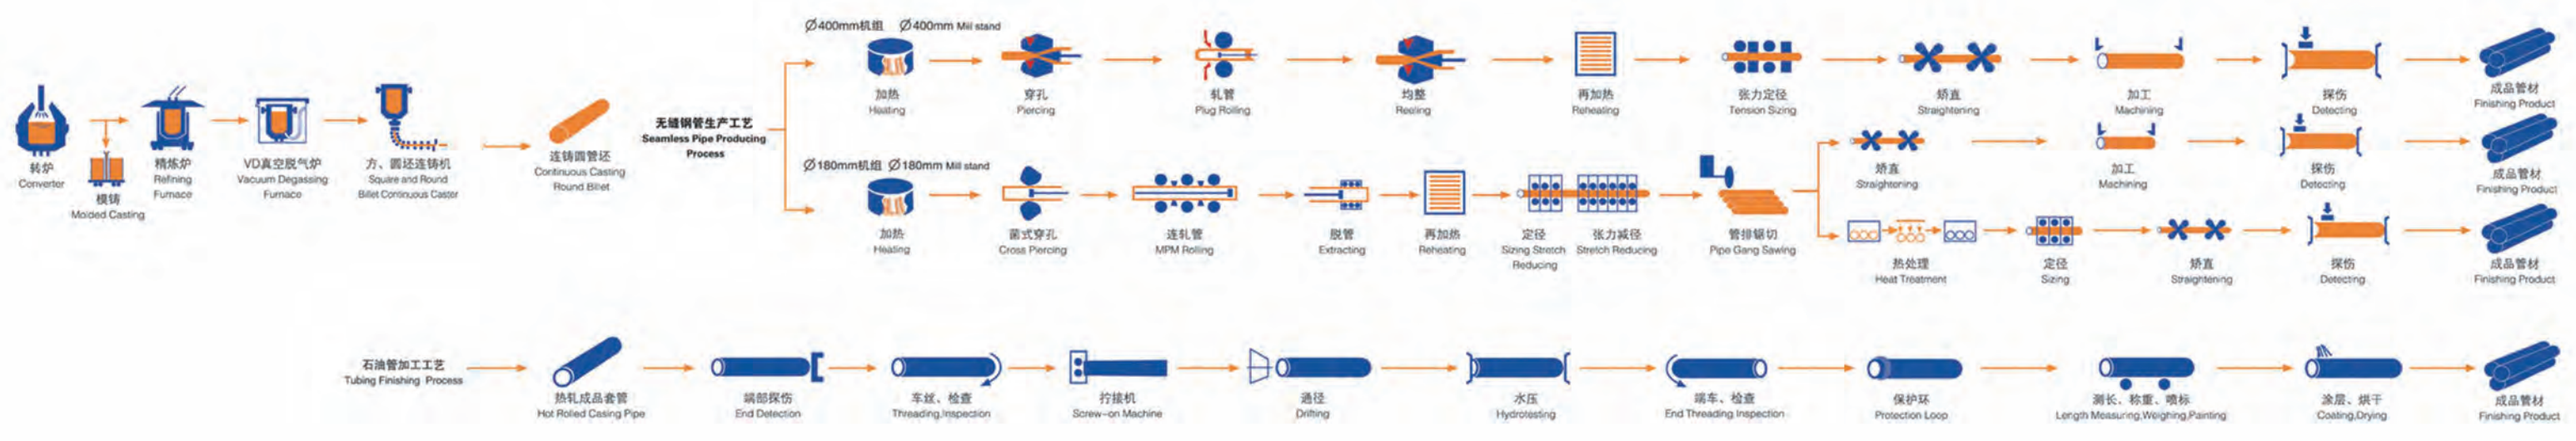 转炉
Converter
模铸
Molded Casting
精炼炉
Refining
Furnace
VD真空脱气炉
Vacuum Degassing
Furnace
方、圆坯连铸机
Square and Round
Billet Continuous Caster
连铸圆管坯
Continuous Casting
Round Billet
无缝钢管生产工艺
Seamless Pipe Producing
Process
∅400mm机组 ∅400mm Mill stand
加热
Heating
穿孔
Piercing
轧管
Plug Rolling
均整
Reeling
再加热
Reheating
张力定径
Tension Sizing
矫直
Straightening
加工
Machining
探伤
Detecting
成品管材
Finishing Product
∅180mm机组 ∅180mm Mill stand
加热
Heating
菌式穿孔
Cross Piercing
连轧管
MPM Rolling
脱管
Extracting
再加热
Reheating
定径
Sizing Stretch
Reducing
张力减径
Stretch Reducing
管排锯切
Pipe Gang Sawing
矫直
Straightening
加工
Machining
探伤
Detecting
成品管材
Finishing Product
热处理
Heat Treatment
定径
Sizing
矫直
Straightening
探伤
Detecting
成品管材
Finishing Product
石油管加工工艺
Tubing Finishing Process
热轧成品套管
Hot Rolled Casing Pipe
端部探伤
End Detection
车丝、检查
Threading,Inspection
拧接机
Screw-on Machine
通径
Drifting
水压
Hydrotesting
端车、检查
End Threading Inspection
保护环
Protection Loop
测长、称重、喷标
Length Measuring,Weighing,Painting
涂层、烘干
Coating,Drying
成品管材
Finishing Product